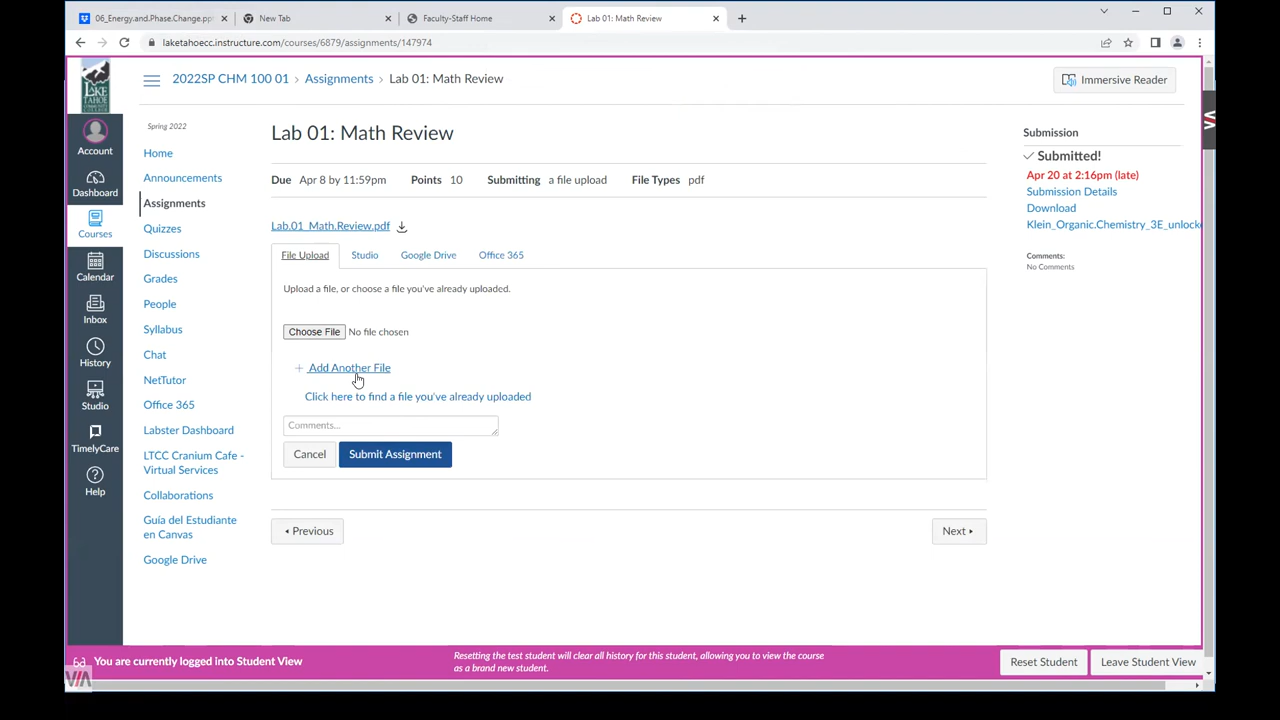 06_Energy.and.Phase.Change.pp
New Tab
Faculty-Staff Home
Lab 01: Math Review
laketahoecc.instructure.com/courses/6879/assignments/147974
LAKE
TAHOE
2022SP CHM 100 01 › Assignments › Lab 01: Math Review
Immersive Reader
Account
Dashboard
Courses
Calendar
Inbox
History
Studio
TimelyCare
Help
Spring 2022
Home
Announcements
Assignments
Quizzes
Discussions
Grades
People
Syllabus
Chat
NetTutor
Office 365
Labster Dashboard
LTCC Cranium Cafe -
Virtual Services
Collaborations
Guía del Estudiante
en Canvas
Google Drive
Lab 01: Math Review
Due Apr 8 by 11:59pm Points 10 Submitting a file upload File Types pdf
Lab.01_Math.Review.pdf
File Upload Studio Google Drive Office 365
Upload a file, or choose a file you've already uploaded.
Choose File No file chosen
+ Add Another File
Click here to find a file you've already uploaded
Comments...
Cancel Submit Assignment
◂ Previous
Next ▸
Submission
✓ Submitted!
Apr 20 at 2:16pm (late)
Submission Details
Download
Klein_Organic.Chemistry_3E_unlocke
Comments:
No Comments
You are currently logged into Student View
Resetting the test student will clear all history for this student, allowing you to view the course
as a brand new student.
Reset Student
Leave Student View
VIA